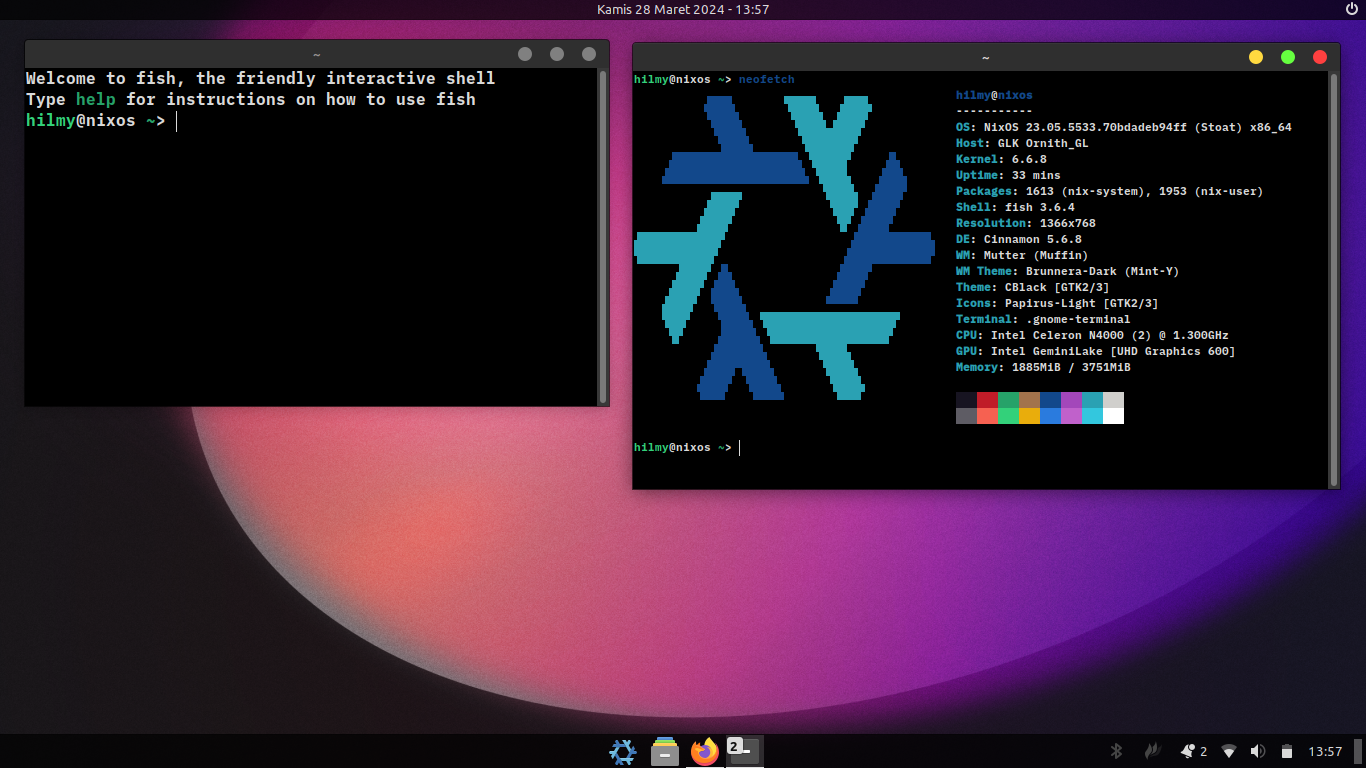 Kamis 28 Maret 2024 - 13:57
~
Welcome to fish, the friendly interactive shell
Type help for instructions on how to use fish
hilmy@nixos ~>
~
hilmy@nixos ~> neofetch
hilmy@nixos
-----------
OS: NixOS 23.05.5533.70bdadeb94ff (Stoat) x86_64
Host: GLK Ornith_GL
Kernel: 6.6.8
Uptime: 33 mins
Packages: 1613 (nix-system), 1953 (nix-user)
Shell: fish 3.6.4
Resolution: 1366x768
DE: Cinnamon 5.6.8
WM: Mutter (Muffin)
WM Theme: Brunnera-Dark (Mint-Y)
Theme: CBlack [GTK2/3]
Icons: Papirus-Light [GTK2/3]
Terminal: .gnome-terminal
CPU: Intel Celeron N4000 (2) @ 1.300GHz
GPU: Intel GeminiLake [UHD Graphics 600]
Memory: 1885MiB / 3751MiB
hilmy@nixos ~>
2
2
13:57